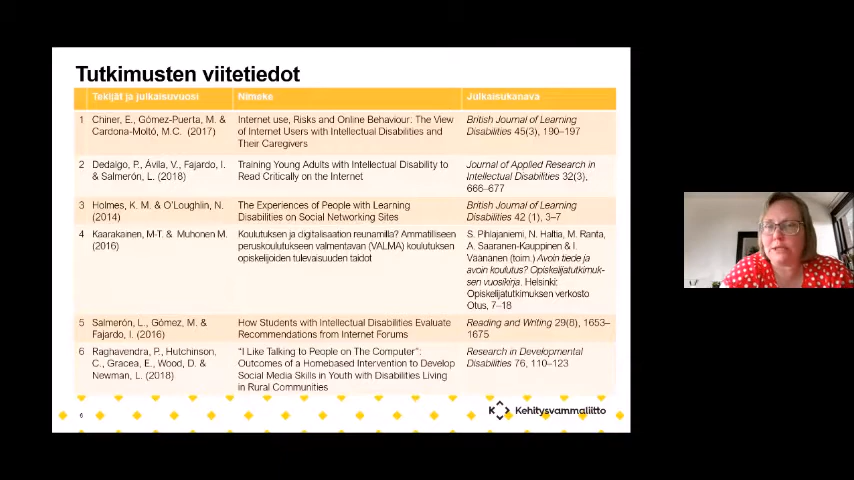 Tutkimusten viitetiedot
Tekijät ja julkaisuvuosi
Nimeke
Julkaisukanava
1
Chiner, E., Gómez-Puerta, M. &
Cardona-Moltó, M.C. (2017)
Internet use, Risks and Online Behaviour: The View
of Internet Users with Intellectual Disabilities and
Their Caregivers
British Journal of Learning
Disabilities 45(3), 190–197
2
Dedalgo, P., Ávila, V., Fajardo, I.
& Salmerón, L. (2018)
Training Young Adults with Intellectual Disability to
Read Critically on the Internet
Journal of Applied Research in
Intellectual Disabilities 32(3),
666–677
3
Holmes, K. M. & O'Loughlin, N.
(2014)
The Experiences of People with Learning
Disabilities on Social Networking Sites
British Journal of Learning
Disabilities 42 (1), 3–7
4
Kaarakainen, M-T. & Muhonen M.
(2016)
Koulutuksen ja digitalisaation reunamilla? Ammatiliseen
peruskoulutukseen valmentavan (VALMA) koulutuksen
opiskelijoiden tulevaisuuden taidot
S. Pihlajaniemi, N. Haltia, M. Ranta,
A. Saaranen-Kauppinen & I.
Väänänen (toim.) Avoin tiede ja
avoin koulutus? Opiskelijatutkimuk-
sen vuosikirja. Helsinki:
Opiskelijatutkimuksen verkosto
Otus, 7–18
5
Salmerón, L., Gómez, M. &
Fajardo, I. (2016)
How Students with Intellectual Disabilities Evaluate
Recommendations from Internet Forums
Reading and Writing 29(8), 1653–
1675
6
Raghavendra, P., Hutchinson,
C., Gracea, E., Wood, D. &
Newman, L. (2018)
“I Like Talking to People on The Computer”:
Outcomes of a Homebased Intervention to Develop
Social Media Skills in Youth with Disabilities Living
in Rural Communities
Research in Developmental
Disabilities 76, 110–123
6
Kehitysvammaliitto